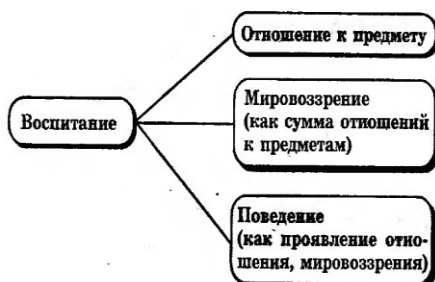 Отношение к предмету
Воспитание
Мировоззрение
(как сумма отношений
к предметам)
Поведение
(как проявление отно-
шения, мировоззрения)